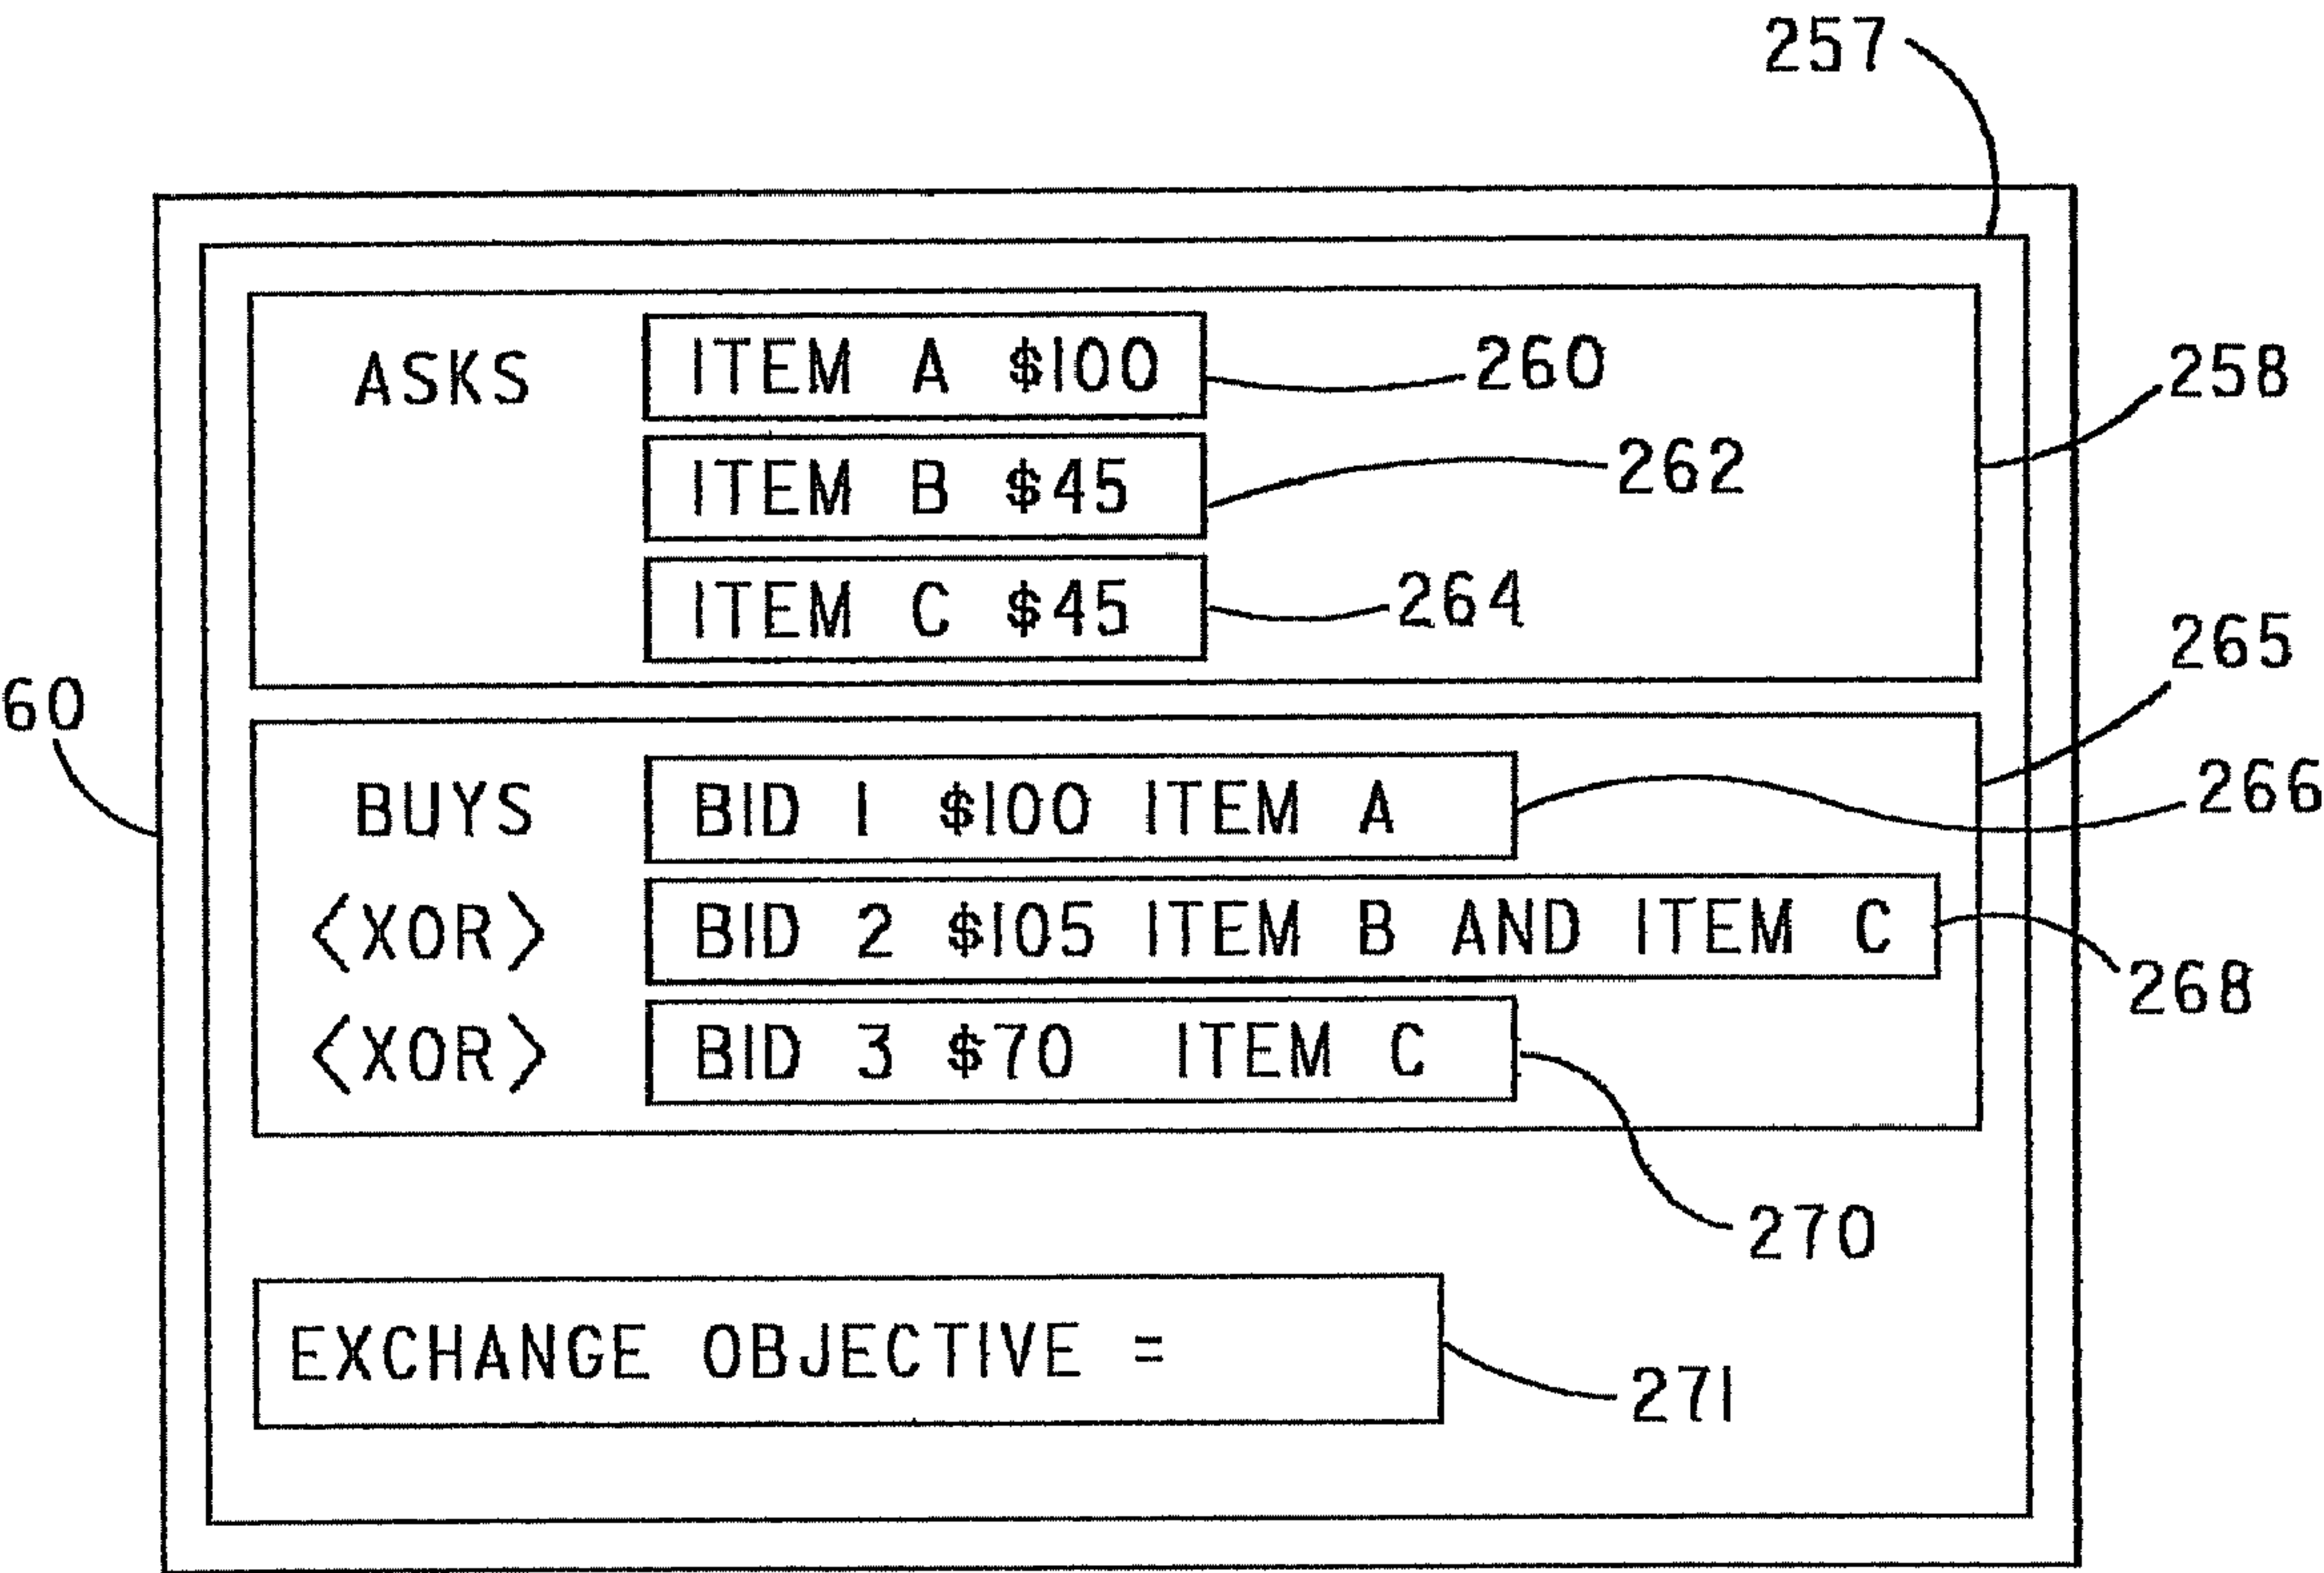 257
ASKS ITEM A $100 260
258
ITEM B $45 262
ITEM C $45 264
265
60
BUYS BID 1 $100 ITEM A 266
<XOR> BID 2 $105 ITEM B AND ITEM C
268
<XOR> BID 3 $70 ITEM C
270
EXCHANGE OBJECTIVE =
271